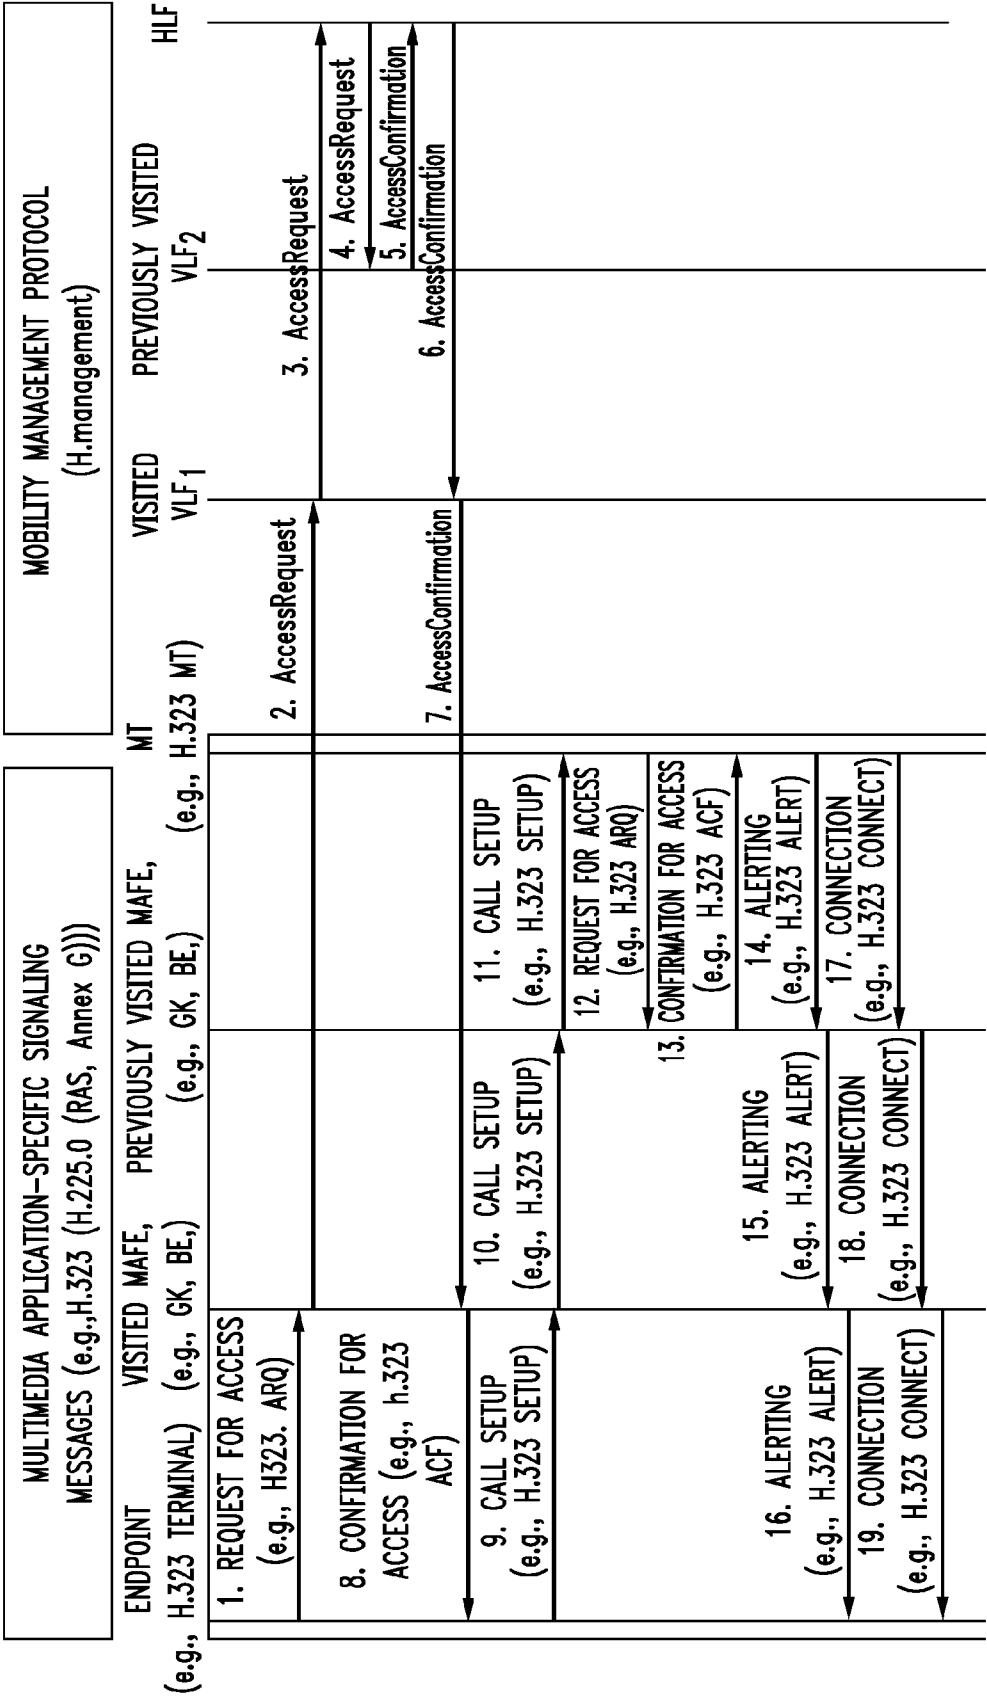 MULTIMEDIA APPLICATION-SPECIFIC SIGNALING
MESSAGES (e.g.,H.323 (H.225.0 (RAS, Annex G)))
MOBILITY MANAGEMENT PROTOCOL
(H.management)
ENDPOINT
(e.g., H.323 TERMINAL)
VISITED MAFE,
(e.g., GK, BE,)
PREVIOUSLY VISITED MAFE,
(e.g., GK, BE,)
MT
(e.g., H.323 MT)
VISITED
VLF1
PREVIOUSLY VISITED
VLF2
HLF
1. REQUEST FOR ACCESS
(e.g., H323. ARQ)
2. AccessRequest
3. AccessRequest
4. AccessRequest
5. AccessConfirmation
6. AccessConfirmation
7. AccessConfirmation
8. CONFIRMATION FOR
ACCESS (e.g., h.323
ACF)
9. CALL SETUP
(e.g., H.323 SETUP)
10. CALL SETUP
(e.g., H.323 SETUP)
11. CALL SETUP
(e.g., H.323 SETUP)
12. REQUEST FOR ACCESS
(e.g., H.323 ARQ)
13. CONFIRMATION FOR ACCESS
(e.g., H.323 ACF)
14. ALERTING
(e.g., H.323 ALERT)
15. ALERTING
(e.g., H.323 ALERT)
16. ALERTING
(e.g., H.323 ALERT)
17. CONNECTION
(e.g., H.323 CONNECT)
18. CONNECTION
(e.g., H.323 CONNECT)
19. CONNECTION
(e.g., H.323 CONNECT)